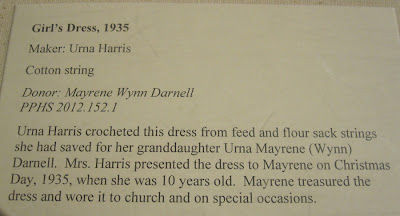 Girl's Dress, 1935
Maker: Urna Harris
Cotton string
Donor: Mayrene Wynn Darnell
PPHS 2012.152.1
Urna Harris crocheted this dress from feed and flour sack strings
she had saved for her granddaughter Urna Mayrene (Wynn)
Darnell.  Mrs. Harris presented the dress to Mayrene on Christmas
Day, 1935, when she was 10 years old.  Mayrene treasured the
dress and wore it to church and on special occasions.